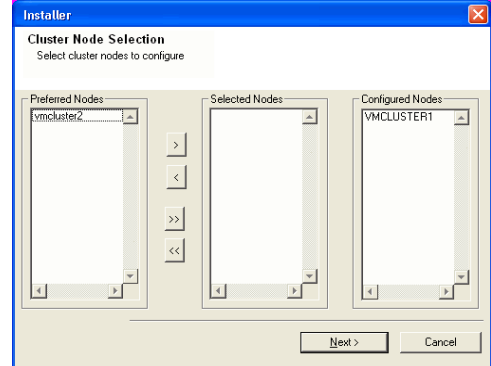 Installer
Cluster Node Selection
Select cluster nodes to configure
Preferred Nodes
vmcluster2
>
<
>>
<<
Selected Nodes
Configured Nodes
VMCLUSTER1
Next >
Cancel